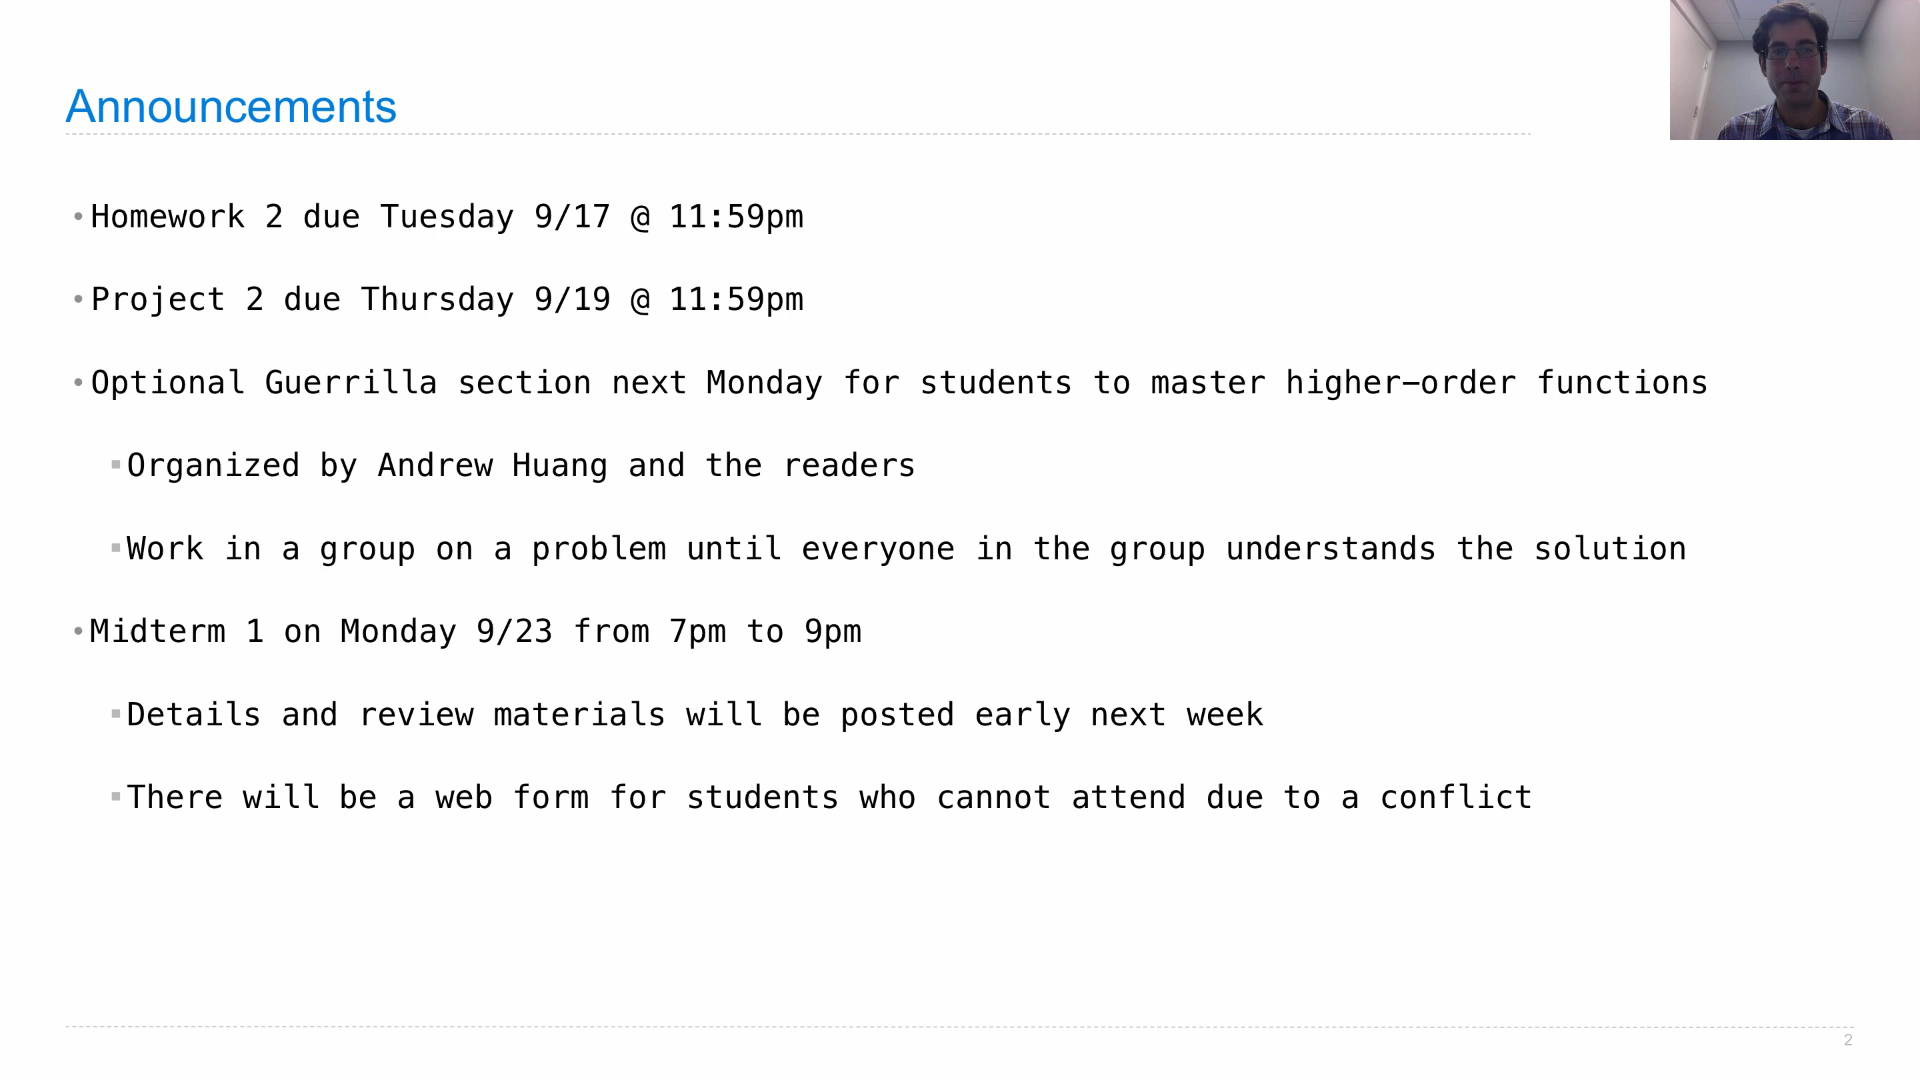 Announcements
• Homework 2 due Tuesday 9/17 @ 11:59pm
• Project 2 due Thursday 9/19 @ 11:59pm
• Optional Guerrilla section next Monday for students to master higher-order functions
▪ Organized by Andrew Huang and the readers
▪ Work in a group on a problem until everyone in the group understands the solution
• Midterm 1 on Monday 9/23 from 7pm to 9pm
▪ Details and review materials will be posted early next week
▪ There will be a web form for students who cannot attend due to a conflict
2